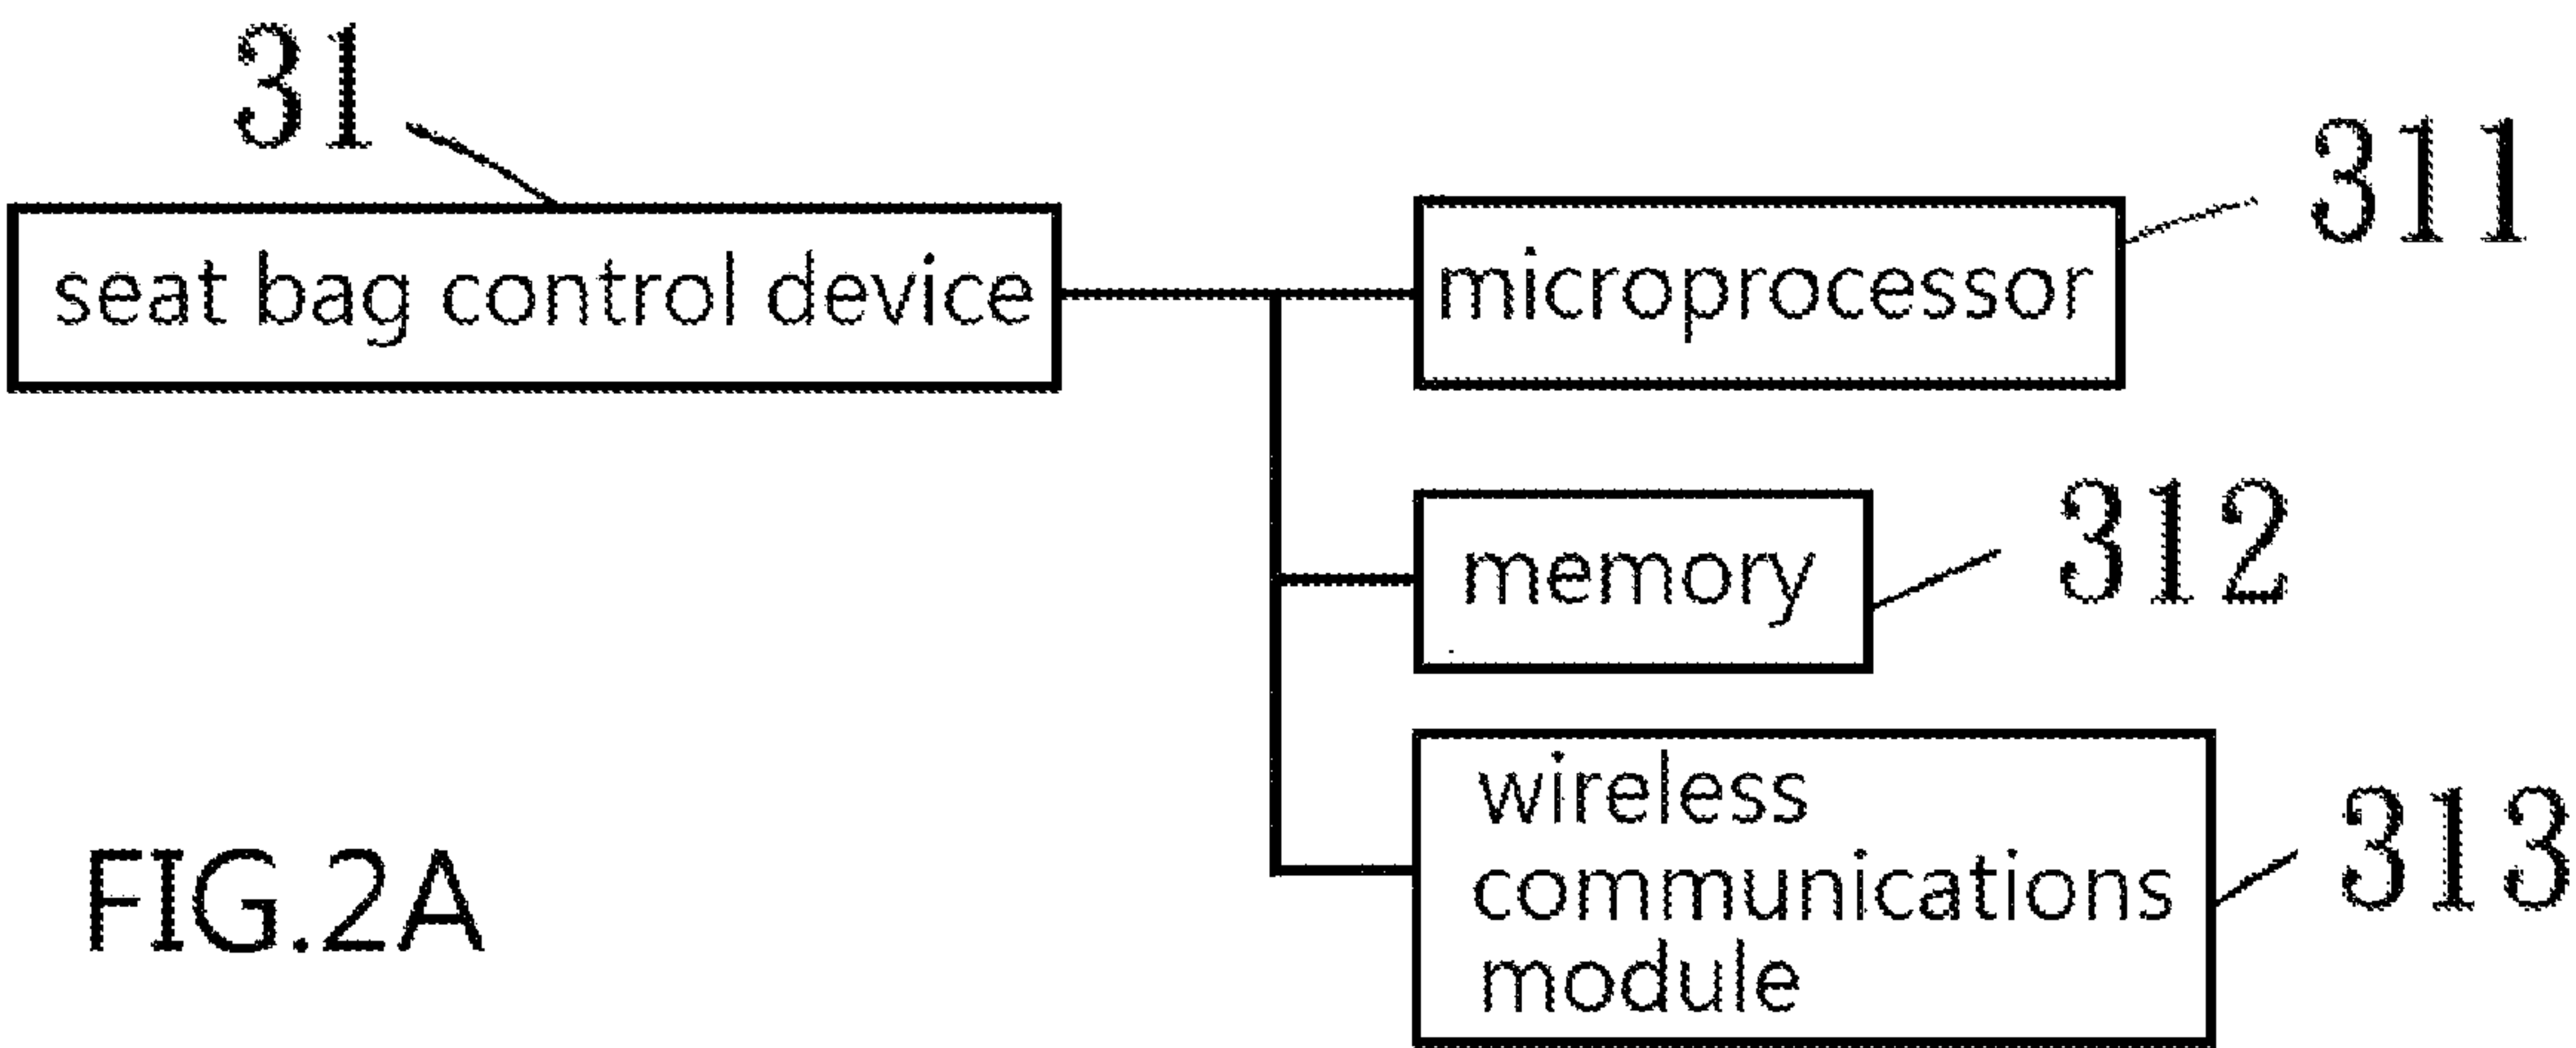 31
311
seat bag control device
microprocessor
312
memory
wireless
communications
module
313
FIG.2A